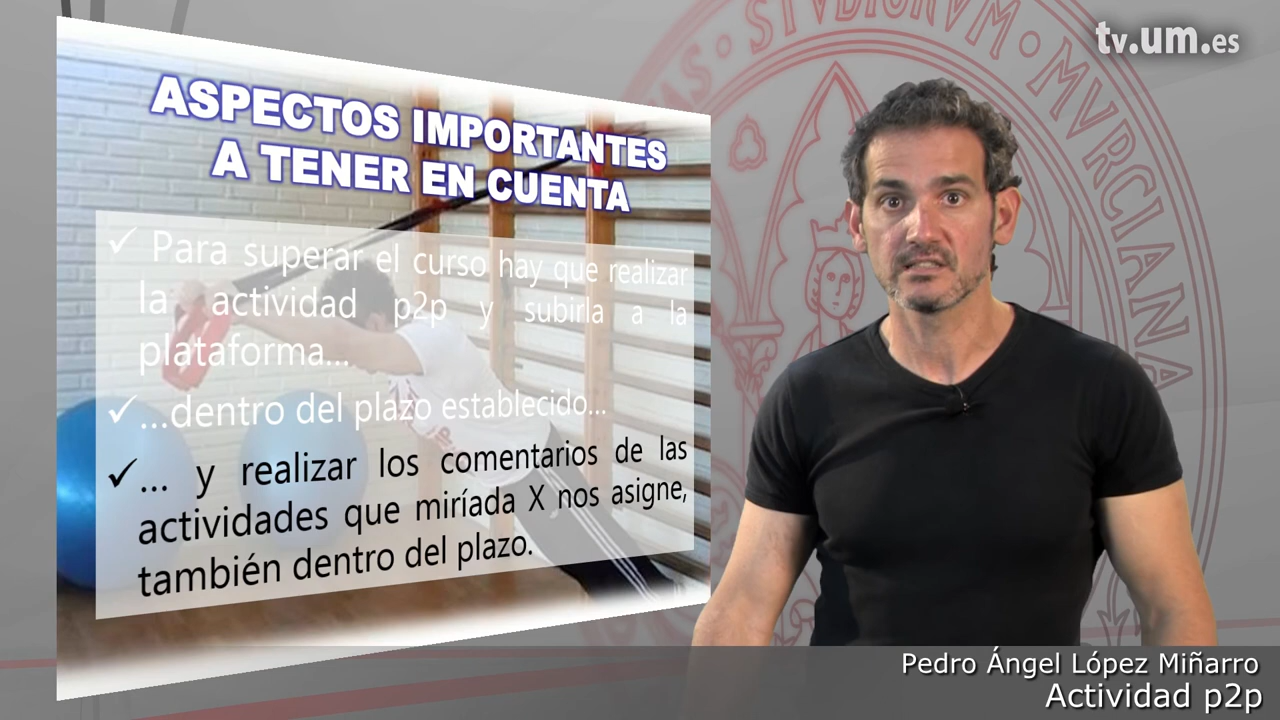 tv.um.es
STVDIORVM
MVRCIANA
ASPECTOS IMPORTANTES
A TENER EN CUENTA
✓ Para superar el curso hay que realizar
la actividad p2p y subirla a la
plataforma...
✓ ...dentro del plazo establecido...
✓ ... y realizar los comentarios de las
actividades que miríada X nos asigne,
también dentro del plazo.
Pedro Ángel López Miñarro
Actividad p2p